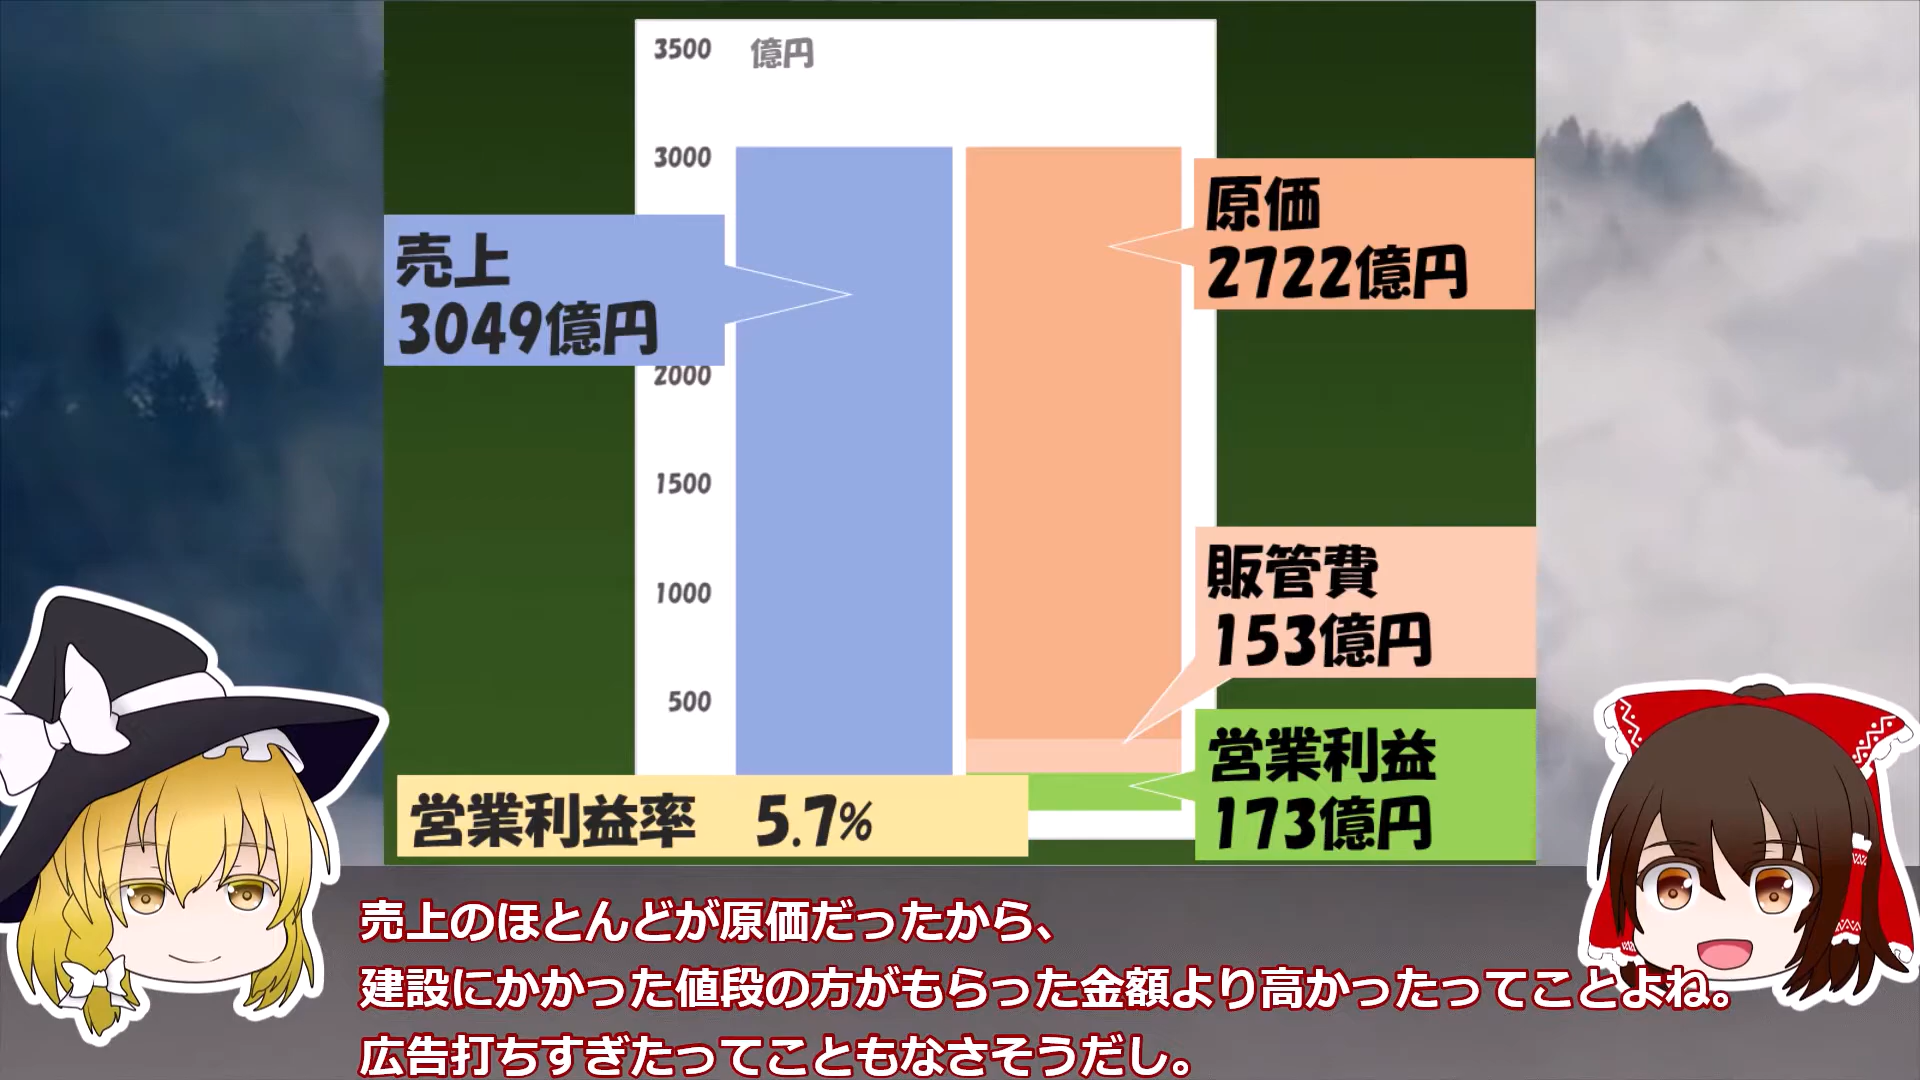 3500 億円
3000
売上
3049億円
2000
1500
1000
500
原価
2722億円
販管費
153億円
営業利益
173億円
営業利益率 5.7%
売上のほとんどが原価だったから、
建設にかかった値段の方がもらった金額より高かったってことよね。
広告打ちすぎたってこともなさそうだし。